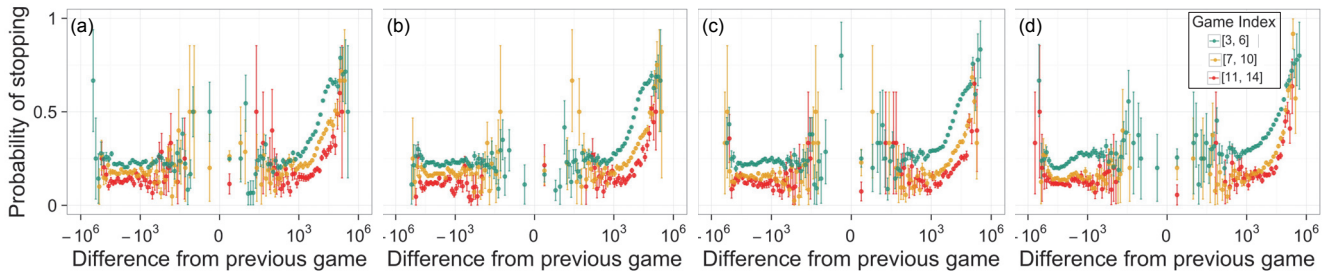 (a)
(b)
(c)
(d)
Game Index
[3, 6]
[7, 10]
[11, 14]
Probability of stopping
1
0.5
0
−10⁶ −10³ 0 10³ 10⁶
-10⁶ −10³ 0 10³ 10⁶
-10⁶ −10³ 0 10³ 10⁶
-10⁶ −10³ 0 10³ 10⁶
Difference from previous game
Difference from previous game
Difference from previous game
Difference from previous game